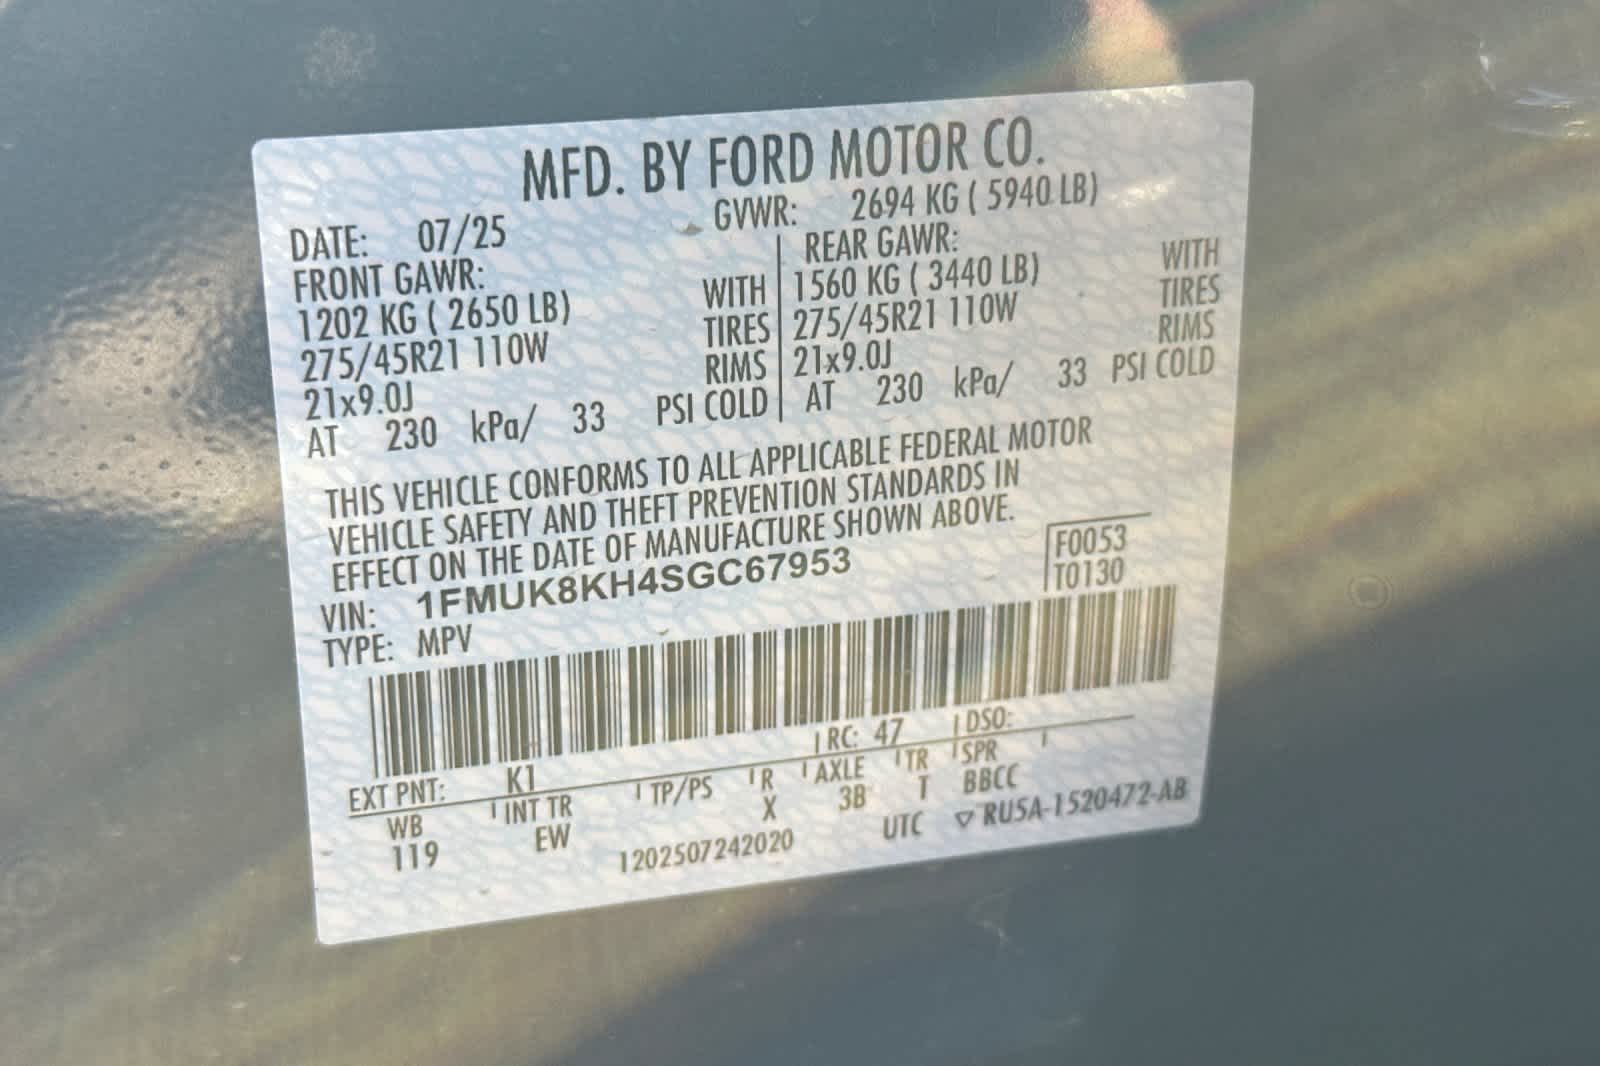 MFD. BY FORD MOTOR CO.
DATE: 07/25 GVWR: 2694 KG ( 5940 LB)
FRONT GAWR: REAR GAWR:
1202 KG ( 2650 LB) WITH 1560 KG ( 3440 LB) WITH
275/45R21 110W TIRES 275/45R21 110W TIRES
21x9.0J RIMS 21x9.0J RIMS
AT 230 kPa/ 33 PSI COLD AT 230 kPa/ 33 PSI COLD
THIS VEHICLE CONFORMS TO ALL APPLICABLE FEDERAL MOTOR
VEHICLE SAFETY AND THEFT PREVENTION STANDARDS IN
EFFECT ON THE DATE OF MANUFACTURE SHOWN ABOVE.
VIN: 1FMUK8KH4SGC67953 F0053
TYPE: MPV T0130
EXT PNT: K1 RC: 47 DSO:
WB INT TR TP/PS R AXLE TR SPR
119 EW X 3B T BBCC
1202507242020 UTC ▽ RU5A-1520472-AB